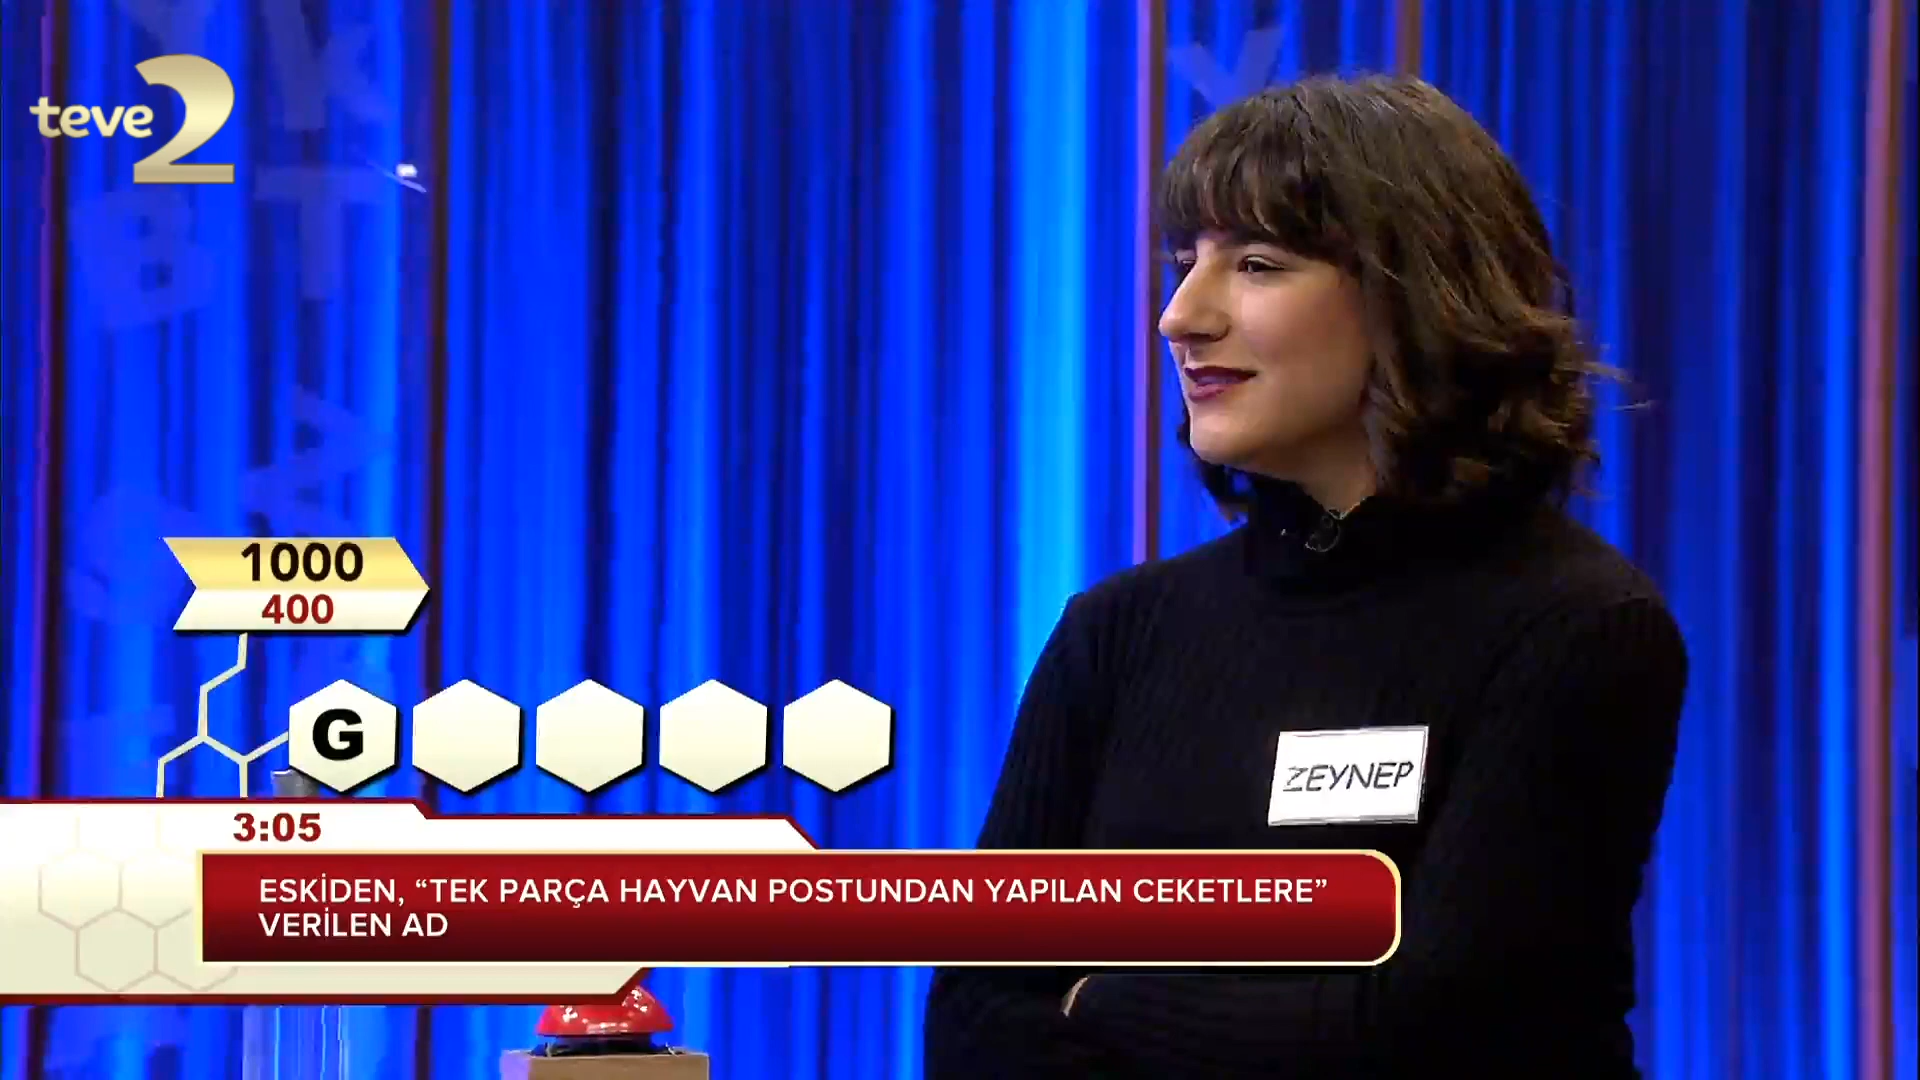 teve2
1000
400
G
3:05
ESKİDEN, “TEK PARÇA HAYVAN POSTUNDAN YAPILAN CEKETLERE”
VERİLEN AD
ZEYNEP